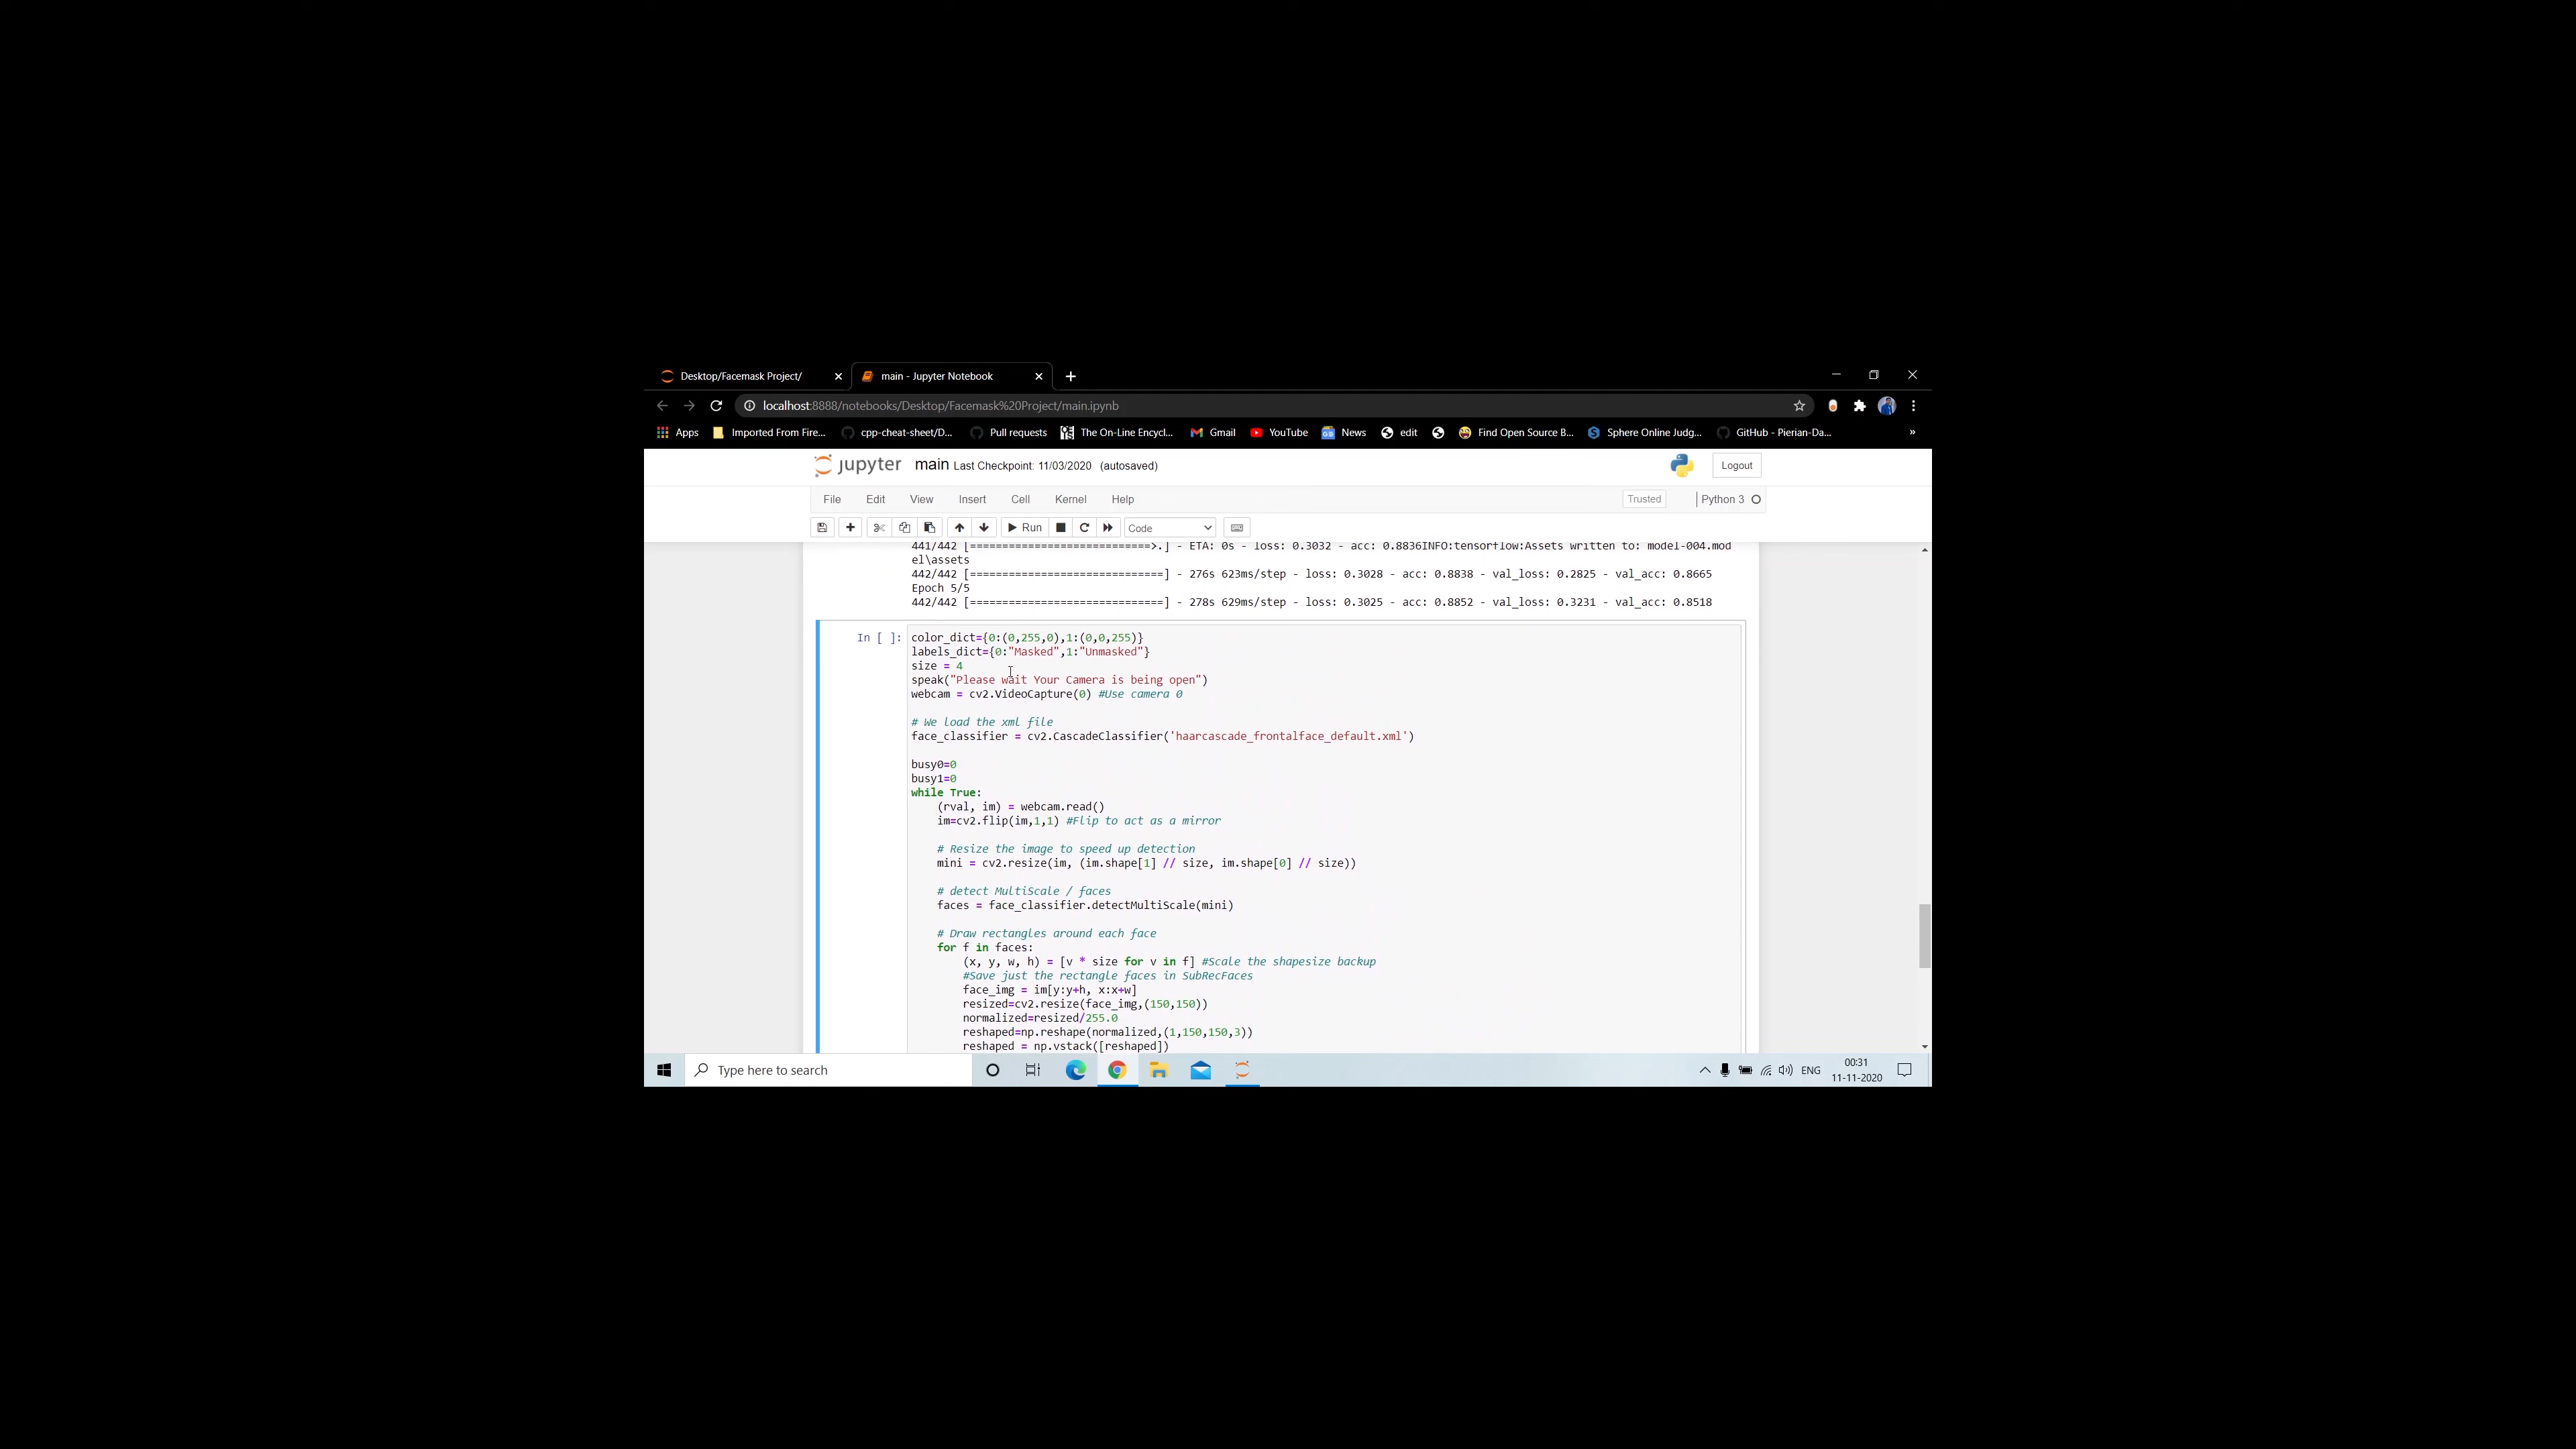 Desktop/Facemask Project/
main - Jupyter Notebook
localhost:8888/notebooks/Desktop/Facemask%20Project/main.ipynb
Apps Imported From Fire... cpp-cheat-sheet/D... Pull requests The On-Line Encycl... Gmail YouTube News edit Find Open Source B... Sphere Online Judg... GitHub - Pierian-Da... »
jupyter main Last Checkpoint: 11/03/2020 (autosaved) Logout
File Edit View Insert Cell Kernel Help Trusted Python 3
Run Code
441/442 [============================>.] - ETA: 0s - loss: 0.3032 - acc: 0.8836INFO:tensorflow:Assets written to: model-004.mod
el\assets
442/442 [==============================] - 276s 623ms/step - loss: 0.3028 - acc: 0.8838 - val_loss: 0.2825 - val_acc: 0.8665
Epoch 5/5
442/442 [==============================] - 278s 629ms/step - loss: 0.3025 - acc: 0.8852 - val_loss: 0.3231 - val_acc: 0.8518
In [ ]: color_dict={0:(0,255,0),1:(0,0,255)}
labels_dict={0:"Masked",1:"Unmasked"}
size = 4
speak("Please wait Your Camera is being open")
webcam = cv2.VideoCapture(0) #Use camera 0
# We load the xml file
face_classifier = cv2.CascadeClassifier('haarcascade_frontalface_default.xml')
busy0=0
busy1=0
while True:
(rval, im) = webcam.read()
im=cv2.flip(im,1,1) #Flip to act as a mirror
# Resize the image to speed up detection
mini = cv2.resize(im, (im.shape[1] // size, im.shape[0] // size))
# detect MultiScale / faces
faces = face_classifier.detectMultiScale(mini)
# Draw rectangles around each face
for f in faces:
(x, y, w, h) = [v * size for v in f] #Scale the shapesize backup
#Save just the rectangle faces in SubRecFaces
face_img = im[y:y+h, x:x+w]
resized=cv2.resize(face_img,(150,150))
normalized=resized/255.0
reshaped=np.reshape(normalized,(1,150,150,3))
reshaped = np.vstack([reshaped])
Type here to search
ENG
00:31
11-11-2020